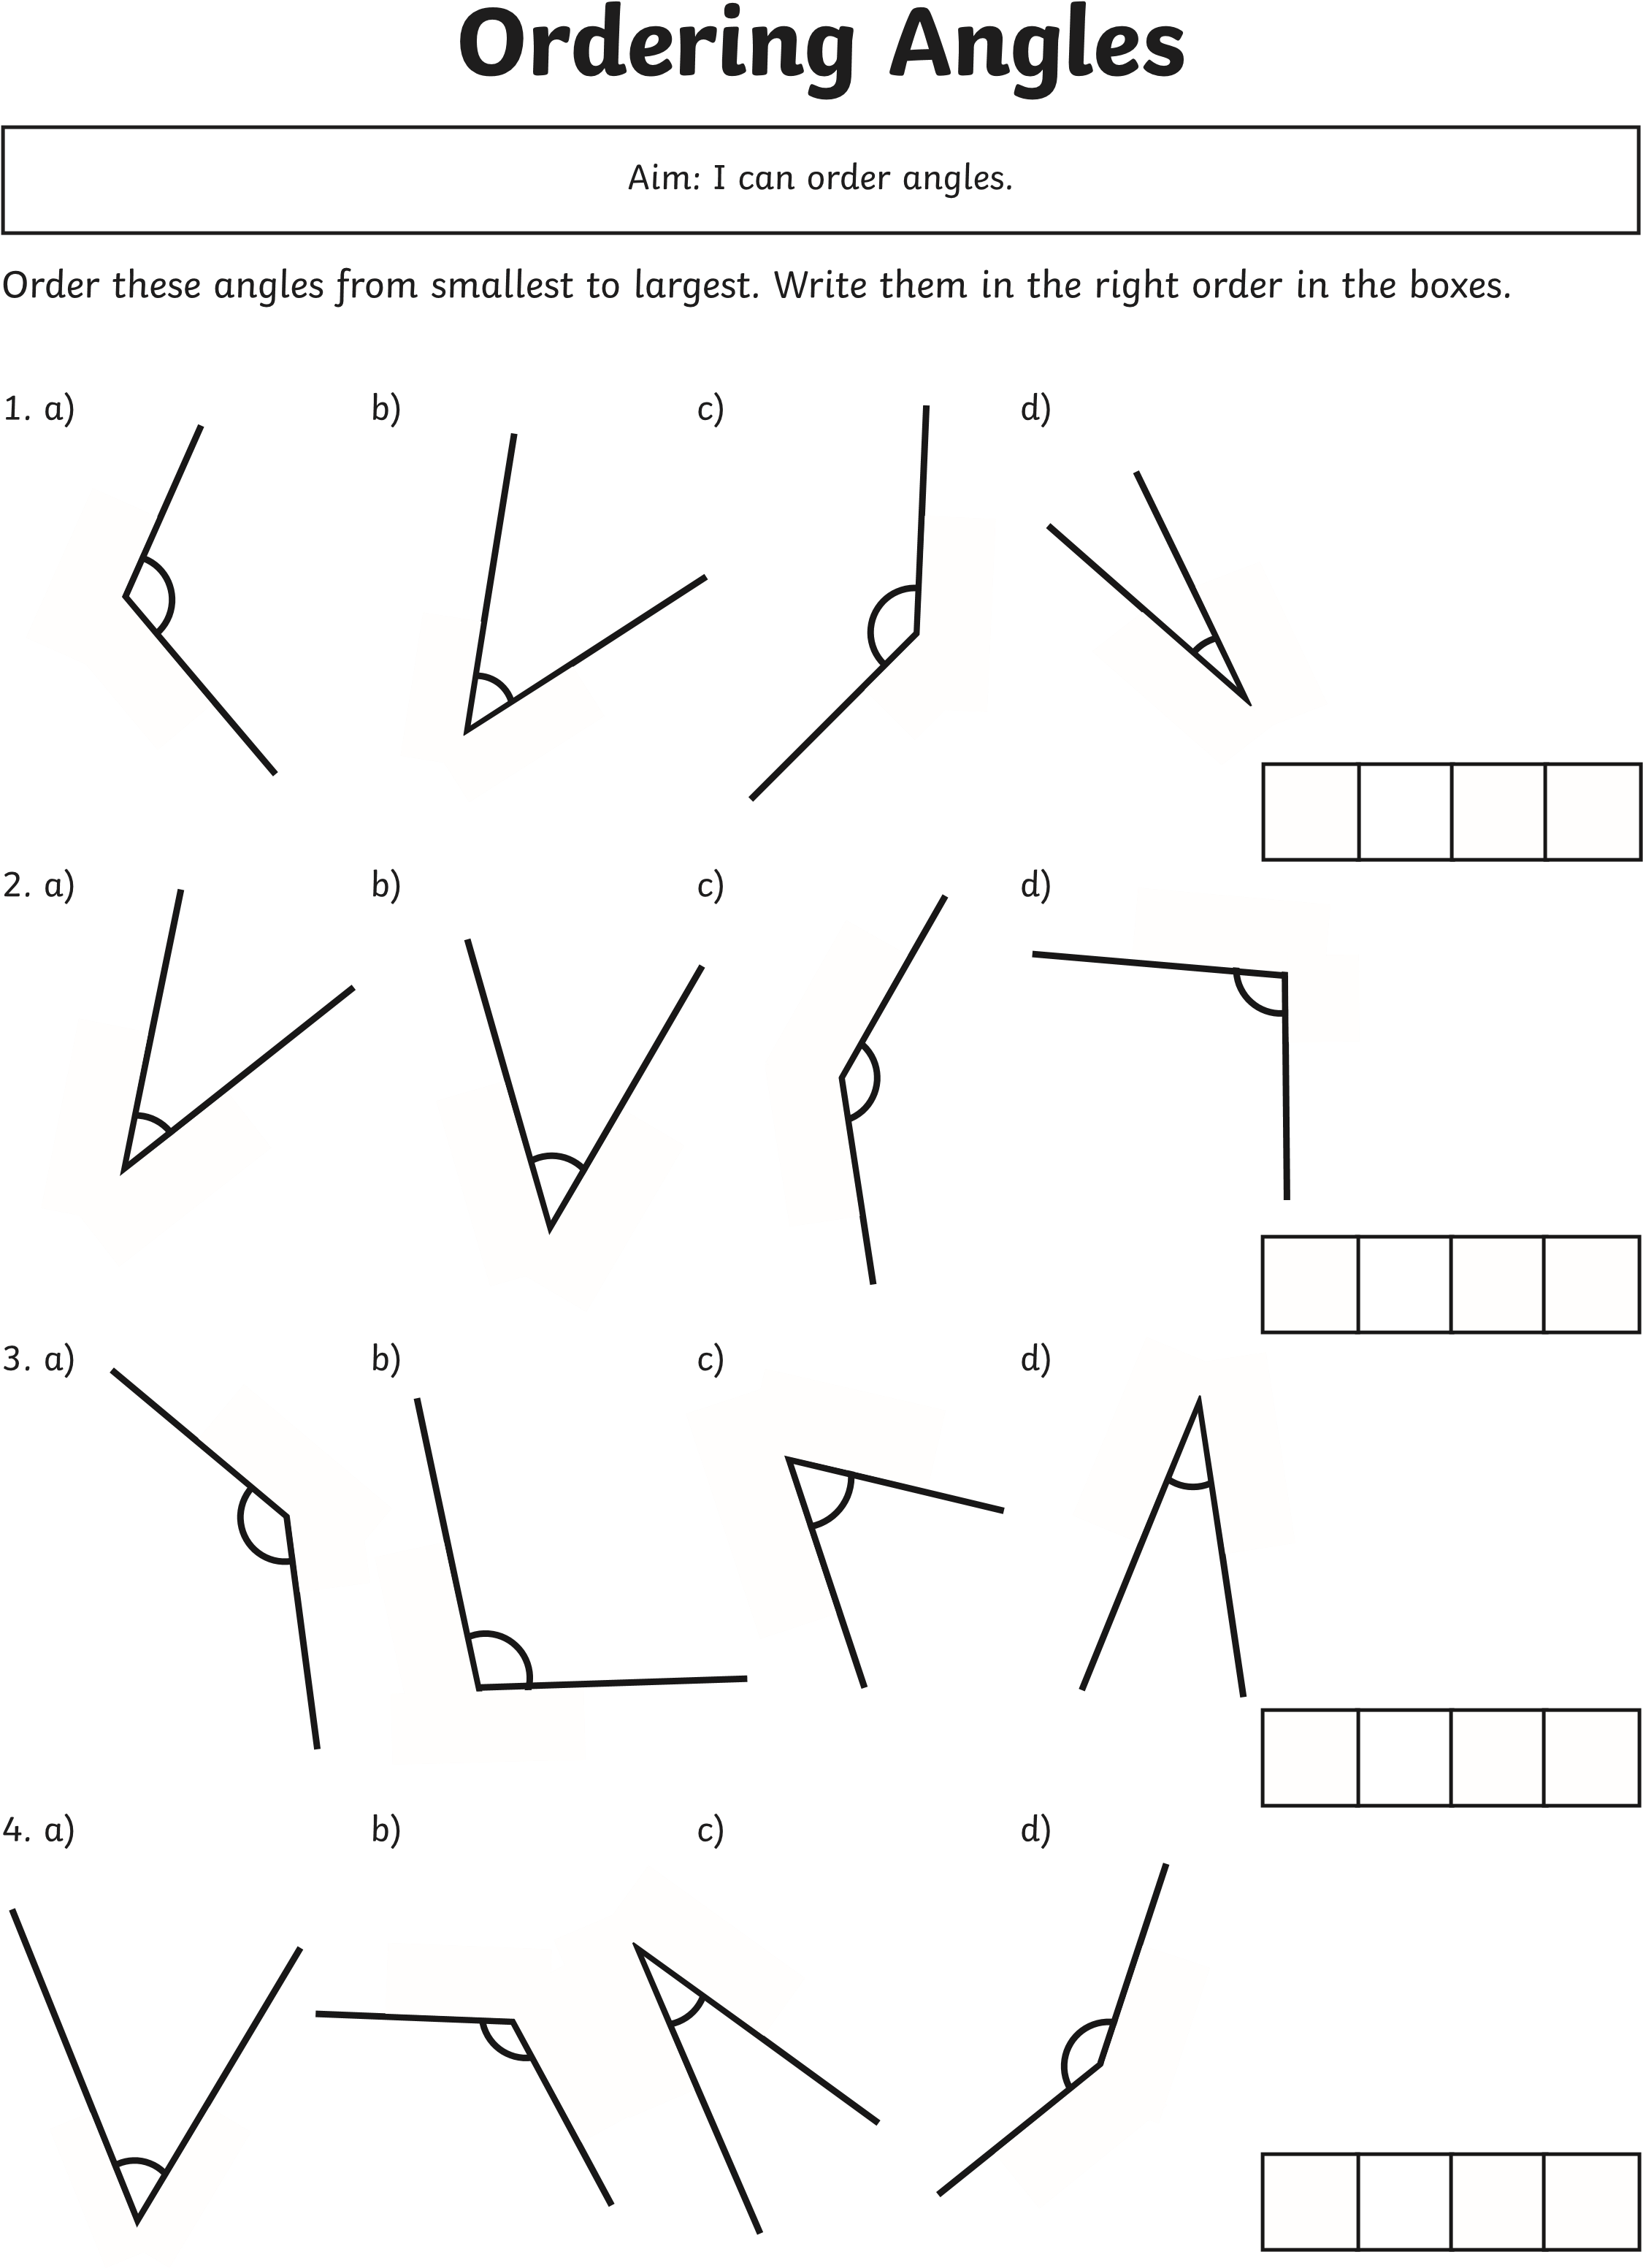 Ordering Angles
Aim: I can order angles.
Order these angles from smallest to largest. Write them in the right order in the boxes.
1. a) b) c) d)
2. a) b) c) d)
3. a) b) c) d)
4. a) b) c) d)